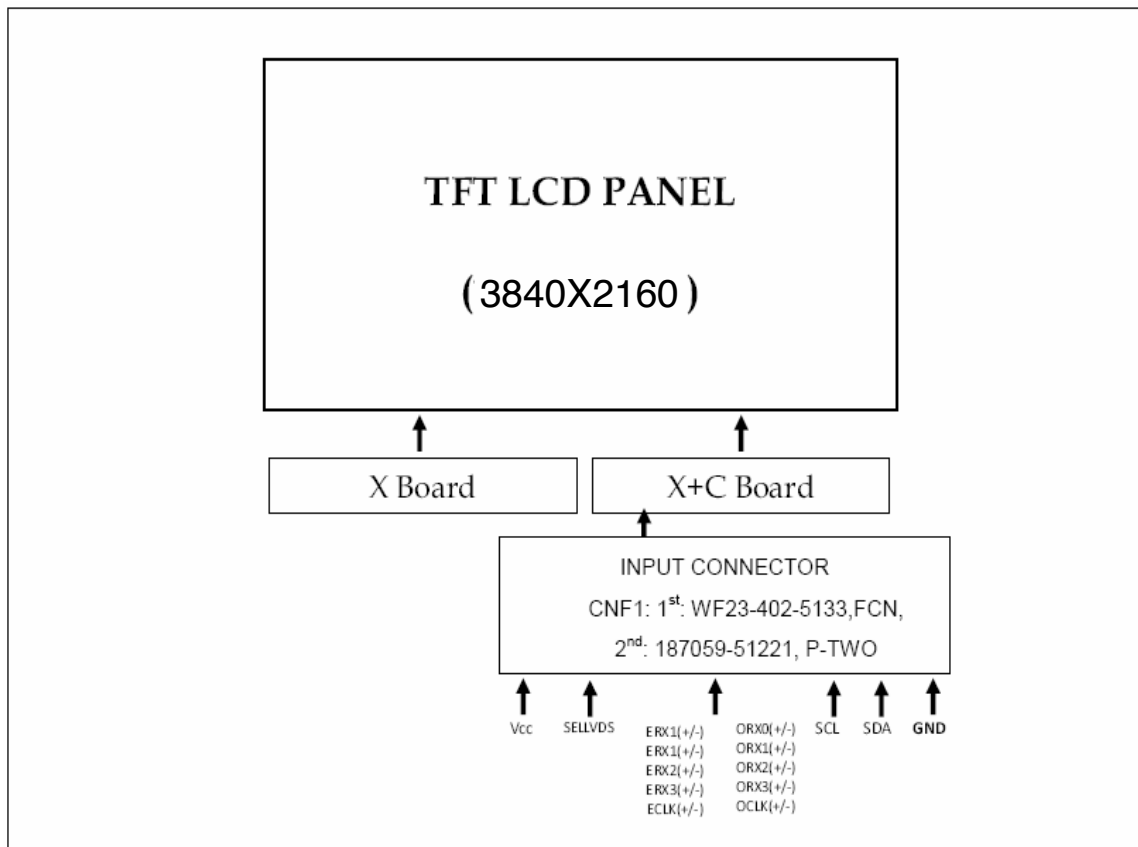 TFT LCD PANEL
(3840X2160)
X Board
X+C Board
INPUT CONNECTOR
CNF1: 1st: WF23-402-5133,FCN,
2nd: 187059-51221, P-TWO
Vcc
SELLVDS
ERX1(+/-)
ERX1(+/-)
ERX2(+/-)
ERX3(+/-)
ECLK(+/-)
ORX0(+/-)
ORX1(+/-)
ORX2(+/-)
ORX3(+/-)
OCLK(+/-)
SCL
SDA
GND